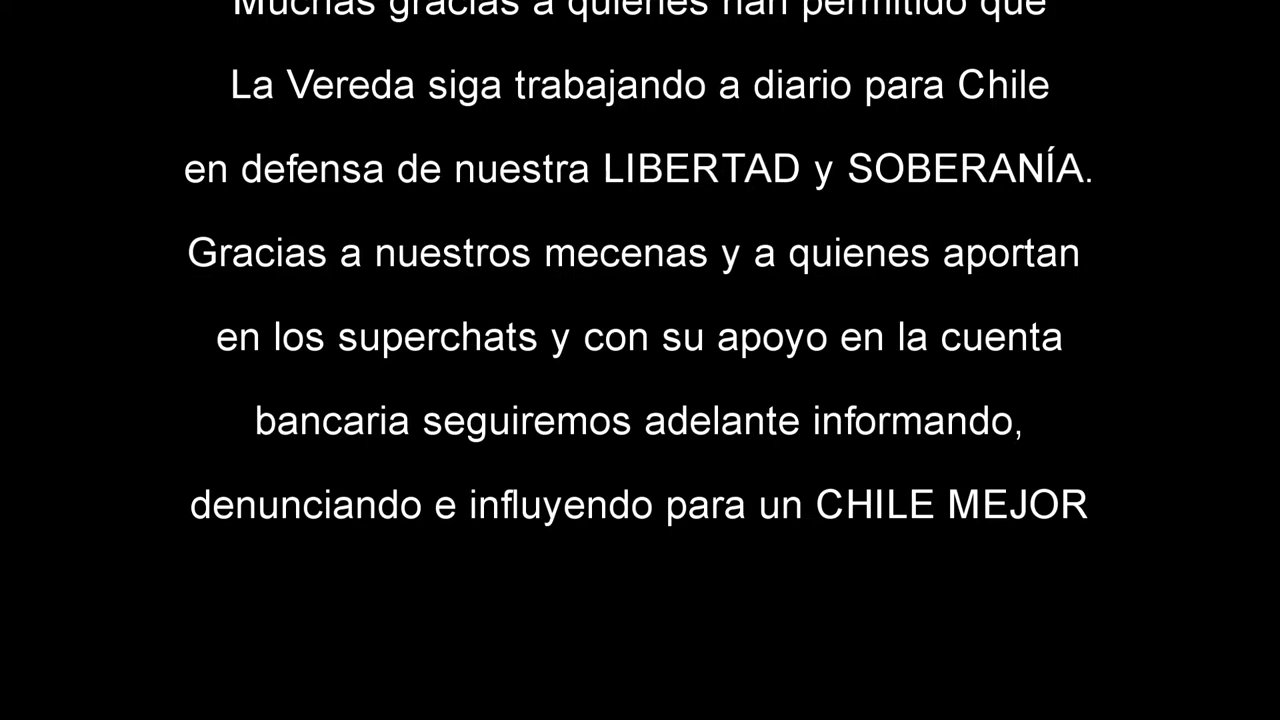 Muchas gracias a quienes han permitido que
La Vereda siga trabajando a diario para Chile
en defensa de nuestra LIBERTAD y SOBERANÍA.
Gracias a nuestros mecenas y a quienes aportan
en los superchats y con su apoyo en la cuenta
bancaria seguiremos adelante informando,
denunciando e influyendo para un CHILE MEJOR